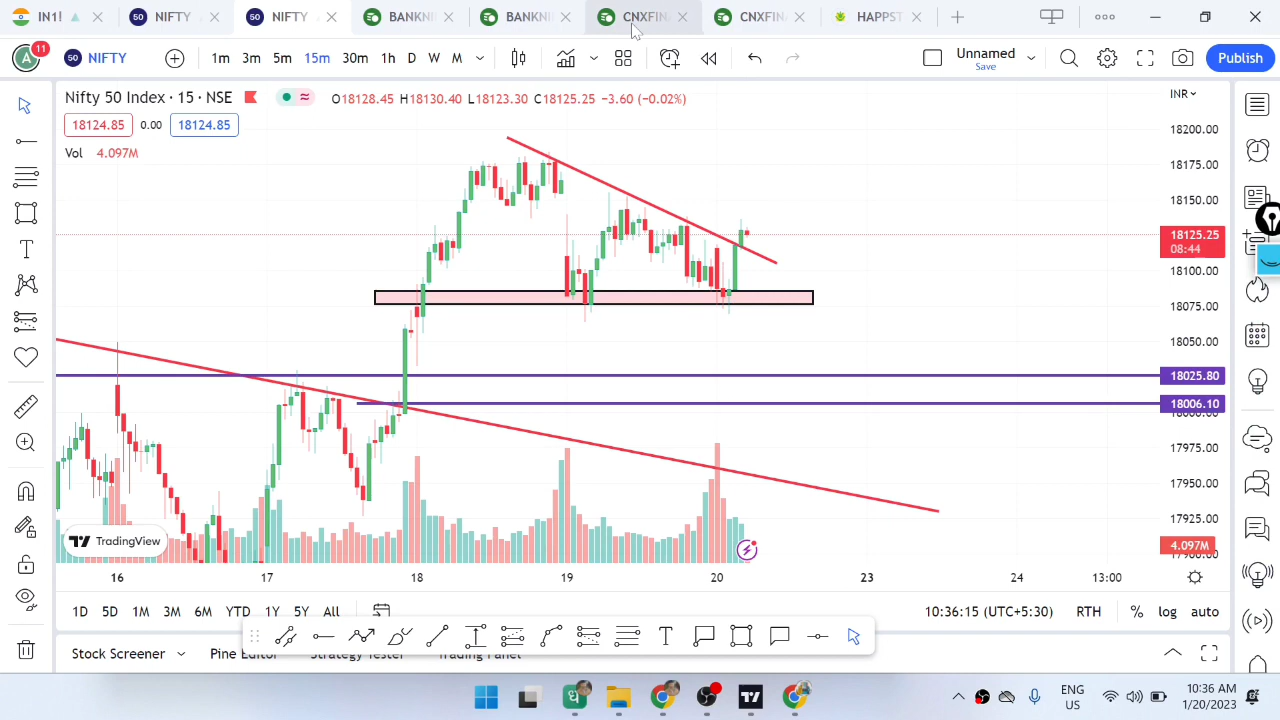 IN1! NIFTY NIFTY BANKNI BANKNI CNXFIN CNXFIN HAPPST
A 11 50 NIFTY 1m 3m 5m 15m 30m 1h D W M Unnamed Save Publish
Nifty 50 Index · 15 · NSE O18128.45 H18130.40 L18123.30 C18125.25 −3.60 (−0.02%) INR
18124.85 0.00 18124.85
Vol 4.097M
18200.00
18175.00
18150.00
18125.25
08:44
18100.00
18075.00
18050.00
18025.80
18006.10
17975.00
17950.00
17925.00
4.097M
TradingView
16 17 18 19 20 23 24 13:00
1D 5D 1M 3M 6M YTD 1Y 5Y All 10:36:15 (UTC+5:30) RTH % log auto
Stock Screener Pine Editor Strategy Tester Trading Panel
ENG
US
10:36 AM
1/20/2023